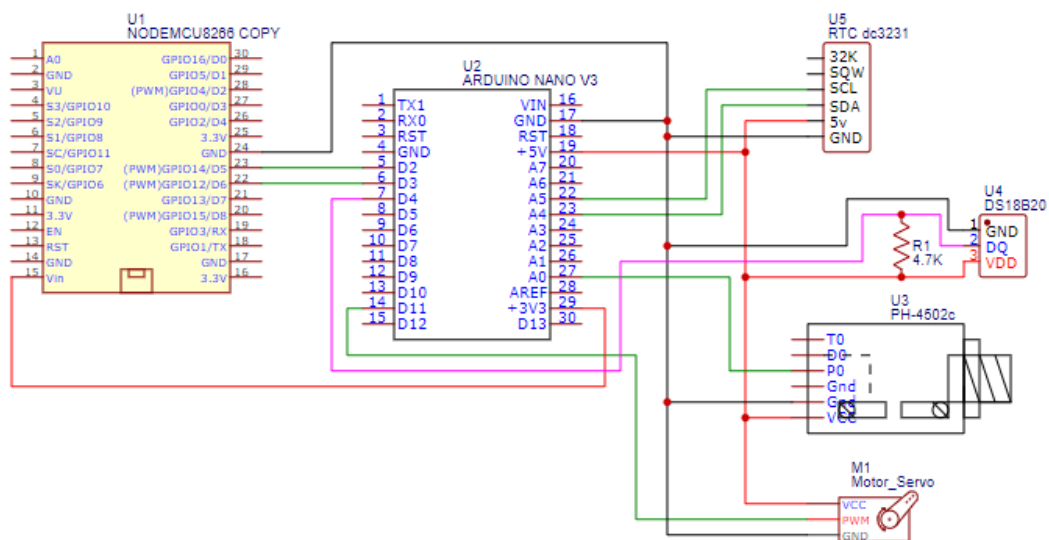 U1
NODEMCU8266 COPY
1 A0 GPIO16/D0 30
2 GND GPIO5/D1 29
3 VU (PWM)GPIO4/D2 28
4 S3/GPIO10 GPIO0/D3 27
5 S2/GPIO9 GPIO2/D4 26
6 S1/GPIO8 3.3V 25
7 SC/GPIO11 GND 24
8 S0/GPIO7 (PWM)GPIO14/D5 23
9 SK/GPIO6 (PWM)GPIO12/D6 22
10 GND GPIO13/D7 21
11 3.3V (PWM)GPIO15/D8 20
12 EN GPIO3/RX 19
13 RST GPIO1/TX 18
14 GND GND 17
15 Vin 3.3V 16
U2
ARDUINO NANO V3
1 TX1 VIN 16
2 RX0 GND 17
3 RST RST 18
4 GND +5V 19
5 D2 A7 20
6 D3 A6 21
7 D4 A5 22
8 D5 A4 23
9 D6 A3 24
10 D7 A2 25
11 D8 A1 26
12 D9 A0 27
13 D10 AREF 28
14 D11 +3V3 29
15 D12 D13 30
U5
RTC dc3231
32K
SQW
SCL
SDA
5v
GND
U4
DS18B20
1 GND
2 DQ
3 VDD
R1
4.7K
U3
PH-4502c
T0
D0
P0
Gnd
Gnd
VCC
M1
Motor_Servo
VCC
PWM
GND